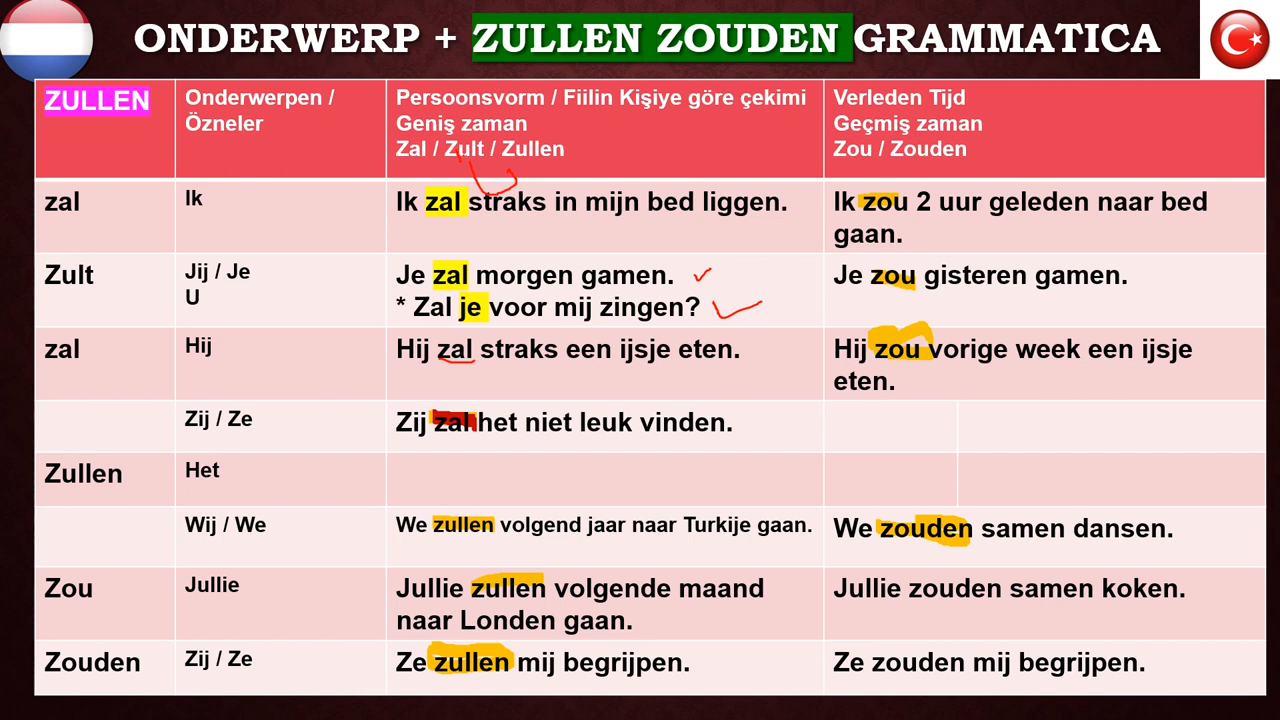 ONDERWERP + ZULLEN ZOUDEN GRAMMATICA
ZULLEN
Onderwerpen /
Özneler
Persoonsvorm / Fiilin Kişiye göre çekimi
Geniş zaman
Zal / Zult / Zullen
Verleden Tijd
Geçmiş zaman
Zou / Zouden
zal
Ik
Ik zal straks in mijn bed liggen.
Ik zou 2 uur geleden naar bed
gaan.
Zult
Jij / Je
U
Je zal morgen gamen.
* Zal je voor mij zingen?
Je zou gisteren gamen.
zal
Hij
Hij zal straks een ijsje eten.
Hij zou vorige week een ijsje
eten.
Zij / Ze
Zij zal het niet leuk vinden.
Zullen
Het
Wij / We
We zullen volgend jaar naar Turkije gaan.
We zouden samen dansen.
Zou
Jullie
Jullie zullen volgende maand
naar Londen gaan.
Jullie zouden samen koken.
Zouden
Zij / Ze
Ze zullen mij begrijpen.
Ze zouden mij begrijpen.